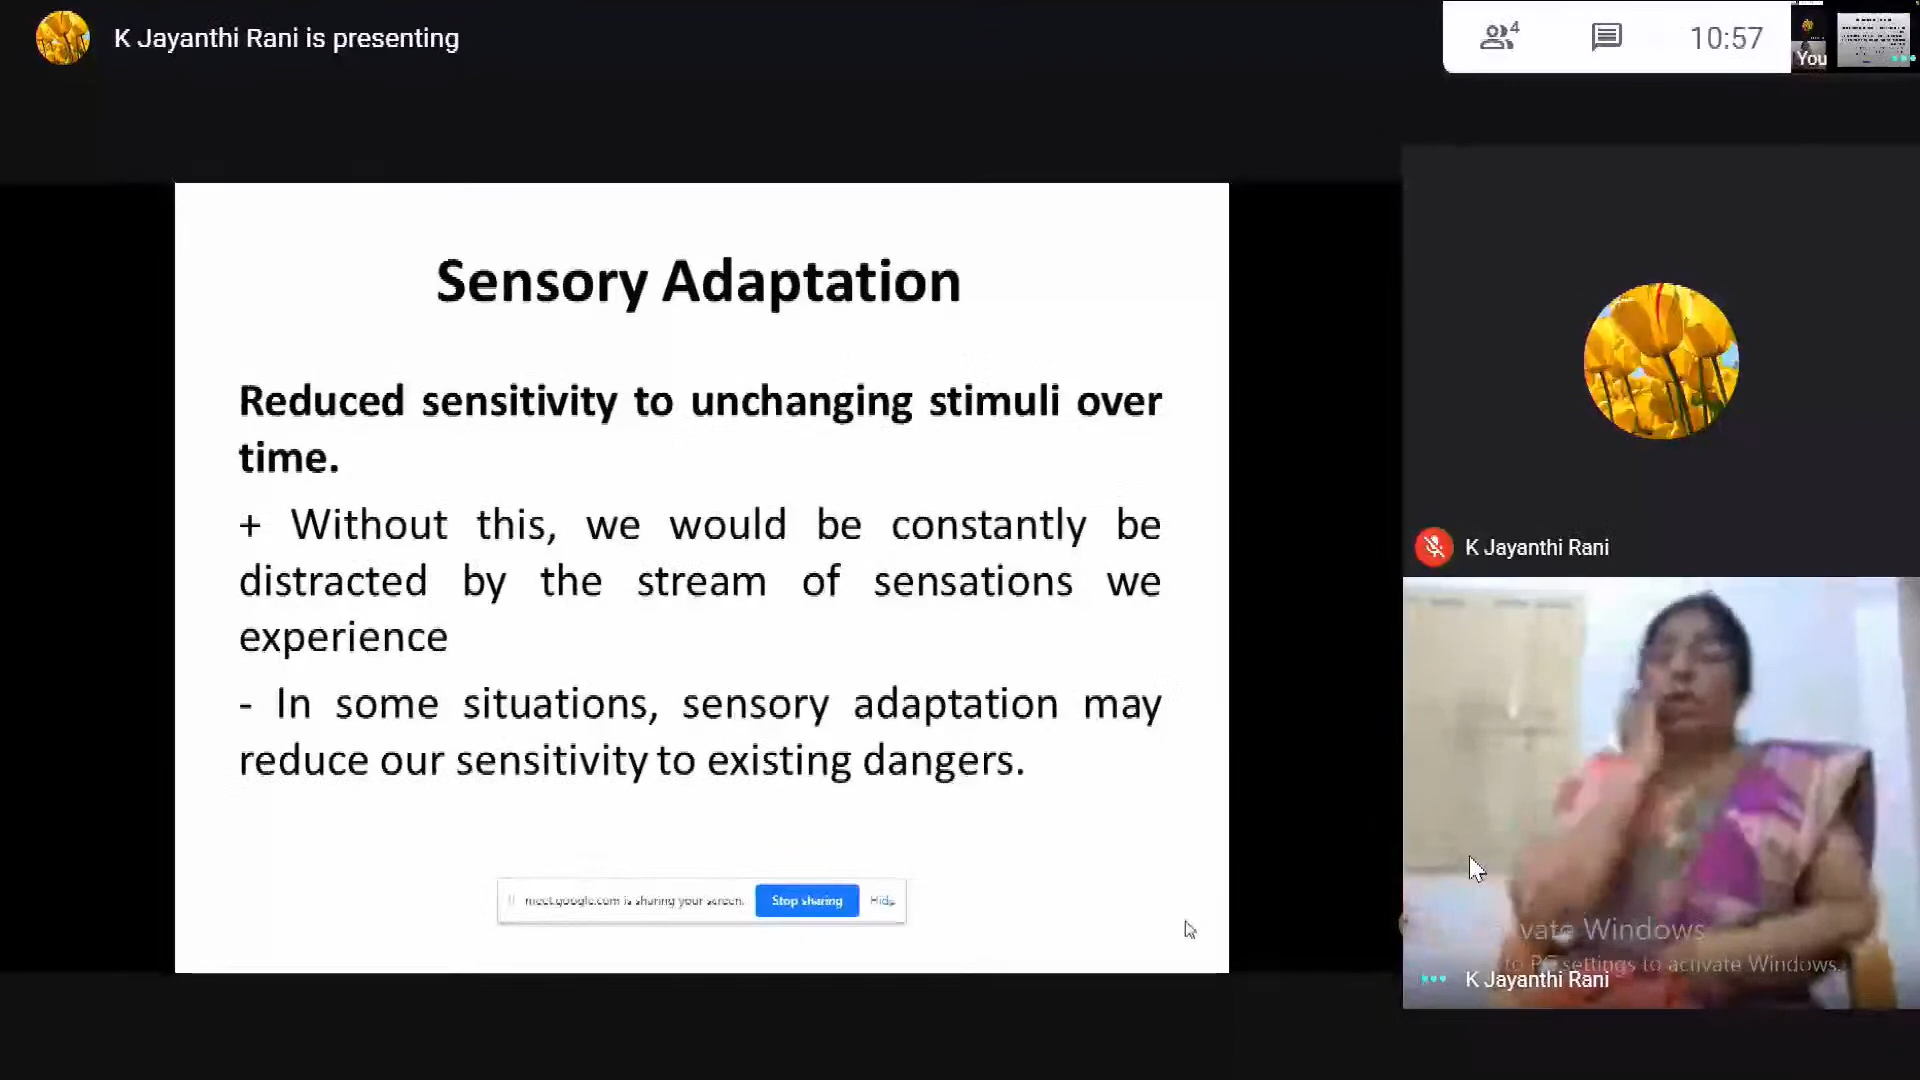 K Jayanthi Rani is presenting
4
10:57
You
Sensory Adaptation
Reduced sensitivity to unchanging stimuli over
time.
+ Without this, we would be constantly be
distracted by the stream of sensations we
experience
- In some situations, sensory adaptation may
reduce our sensitivity to existing dangers.
meet.google.com is sharing your screen.
Stop sharing
Hide
K Jayanthi Rani
Windows
to PC settings to activate Windows.
K Jayanthi Rani